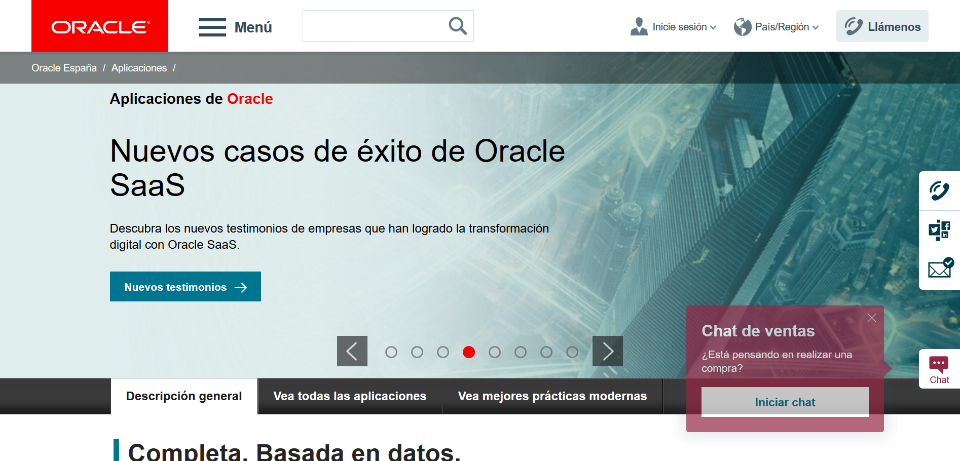 ORACLE
Menú
Inicie sesión
País/Región
Llámenos
Oracle España / Aplicaciones /
Aplicaciones de Oracle
Nuevos casos de éxito de Oracle
SaaS
Descubra los nuevos testimonios de empresas que han logrado la transformación
digital con Oracle SaaS.
Nuevos testimonios
Chat de ventas
¿Está pensando en realizar una
compra?
Iniciar chat
Chat
Descripción general
Vea todas las aplicaciones
Vea mejores prácticas modernas
Completa. Basada en datos.